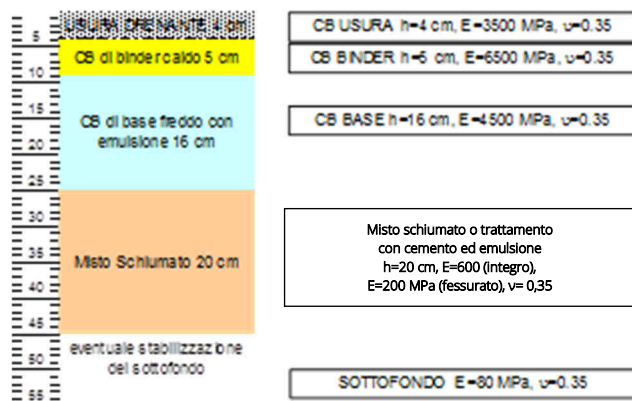 USURA DRENANTE 4 cm
CB USURA h=4 cm, E=3500 MPa, υ=0.35
5
CB di binder caldo 5 cm
CB BINDER h=5 cm, E=6500 MPa, υ=0.35
10
15
CB di base freddo con
emulsione 16 cm
CB BASE h=16 cm, E=4500 MPa, υ=0.35
20
25
30
Misto schiumato o trattamento
con cemento ed emulsione
h=20 cm, E=600 (integro),
E=200 MPa (fessurato), ν= 0,35
35
Misto Schiumato 20 cm
40
45
eventuale stabilizzazione
del sottofondo
50
SOTTOFONDO E=80 MPa, υ=0.35
55